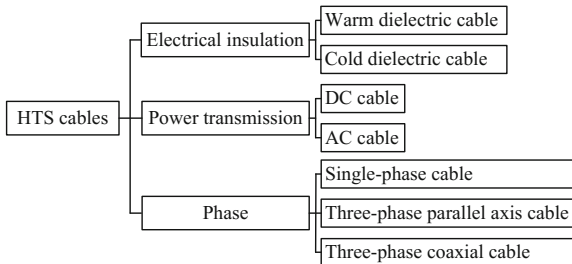 HTS cables
Electrical insulation
Warm dielectric cable
Cold dielectric cable
Power transmission
DC cable
AC cable
Phase
Single-phase cable
Three-phase parallel axis cable
Three-phase coaxial cable